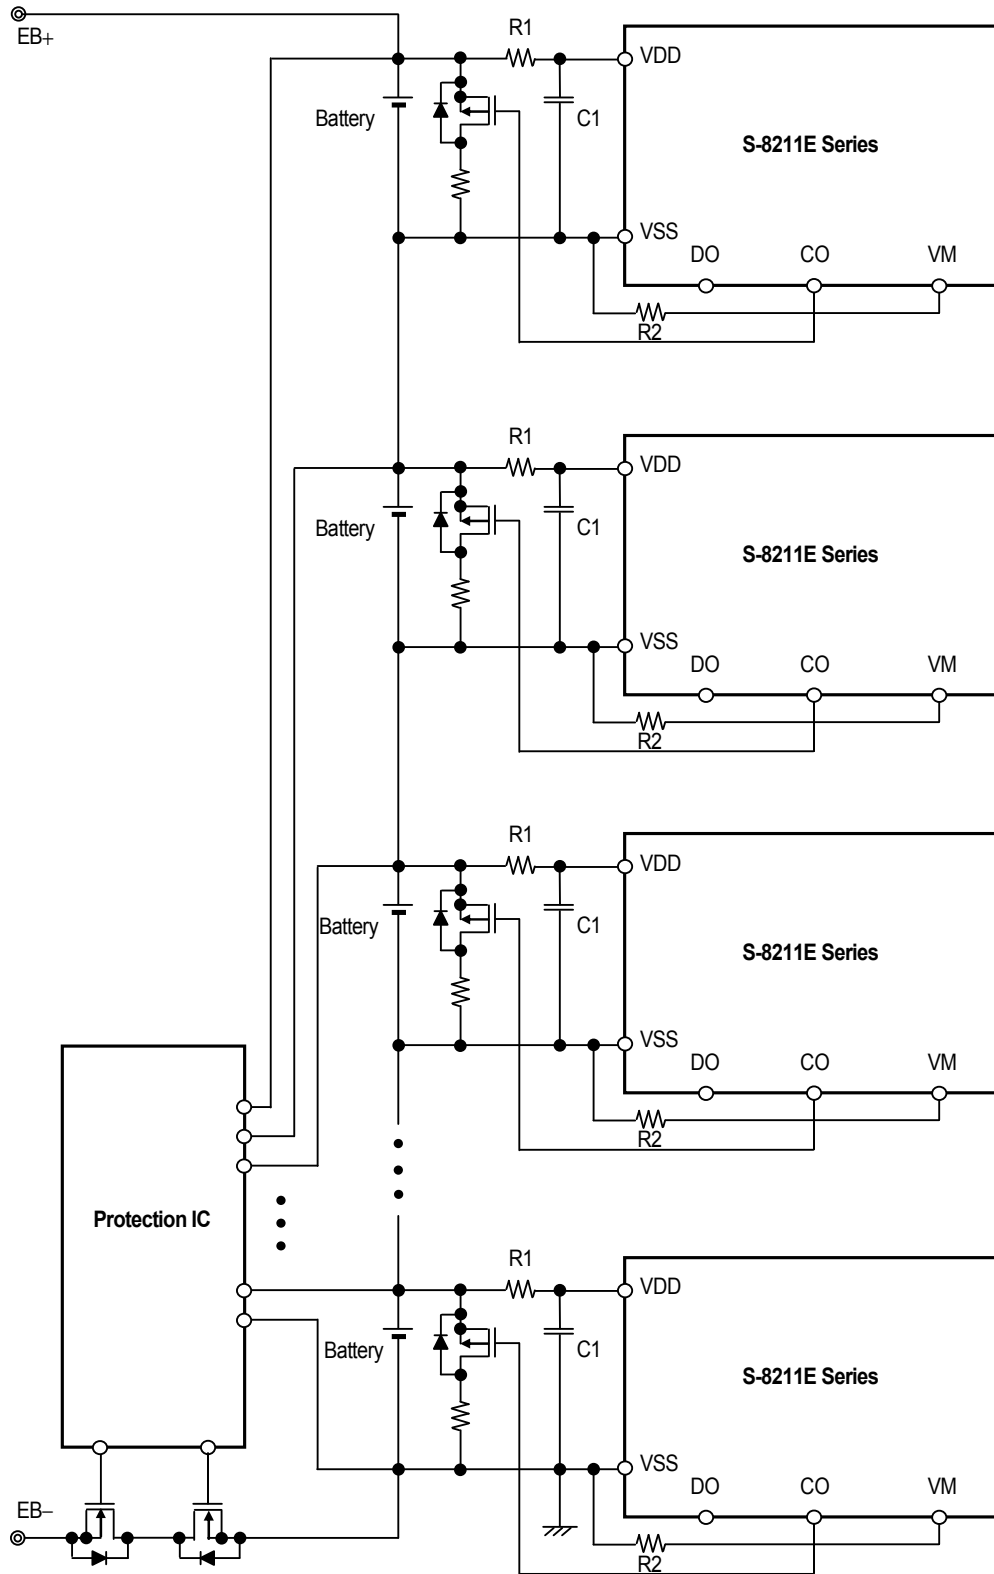 EB+
R1
VDD
Battery
C1
S-8211E Series
VSS
DO
CO
VM
R2
R1
VDD
Battery
C1
S-8211E Series
VSS
DO
CO
VM
R2
R1
VDD
Battery
C1
S-8211E Series
VSS
DO
CO
VM
R2
Protection IC
R1
VDD
Battery
C1
S-8211E Series
VSS
DO
CO
VM
EB−
R2